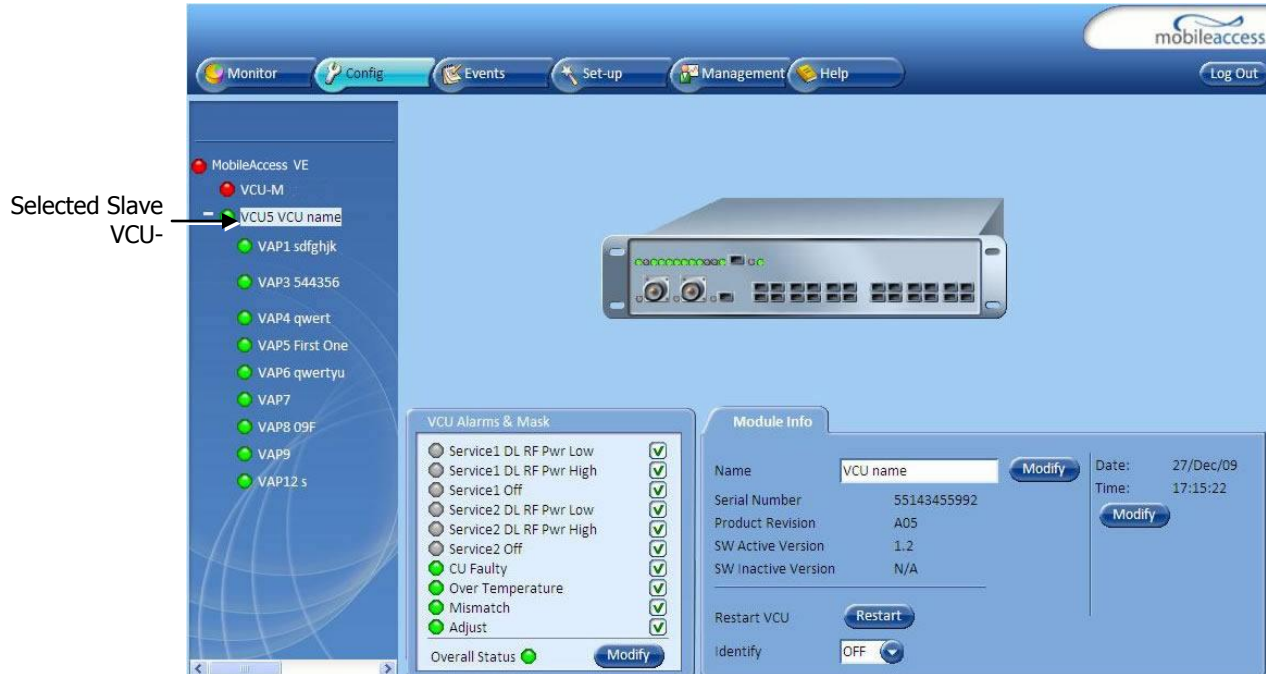 mobileaccess
Monitor Config Events Set-up Management Help Log Out
MobileAccess VE
VCU-M
VCU5 VCU name
VAP1 sdfghjk
VAP3 544356
VAP4 qwert
VAP5 First One
VAP6 qwertyu
VAP7
VAP8 09F
VAP9
VAP12 s
Selected Slave
VCU-
VCU Alarms & Mask
Service1 DL RF Pwr Low
Service1 DL RF Pwr High
Service1 Off
Service2 DL RF Pwr Low
Service2 DL RF Pwr High
Service2 Off
CU Faulty
Over Temperature
Mismatch
Adjust
Overall Status Modify
Module Info
Name VCU name Modify
Serial Number 55143455992
Product Revision A05
SW Active Version 1.2
SW Inactive Version N/A
Restart VCU Restart
Identify OFF
Date: 27/Dec/09
Time: 17:15:22
Modify